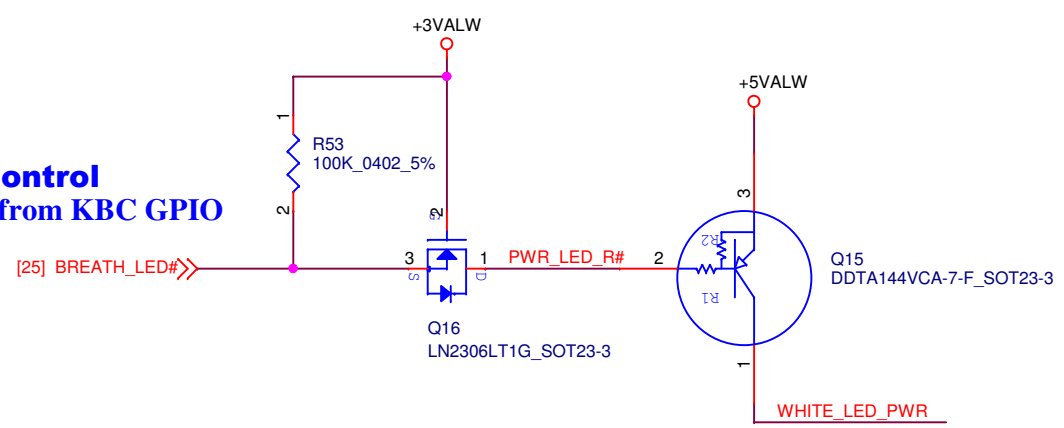 +3VALW
+5VALW
1
R53
100K_0402_5%
ontrol
from KBC GPIO
2
2
G
3
R2
[25] BREATH_LED#
3
1
PWR_LED_R#
2
S
D
R1
Q15
DDTA144VCA-7-F_SOT23-3
Q16
LN2306LT1G_SOT23-3
1
WHITE_LED_PWR